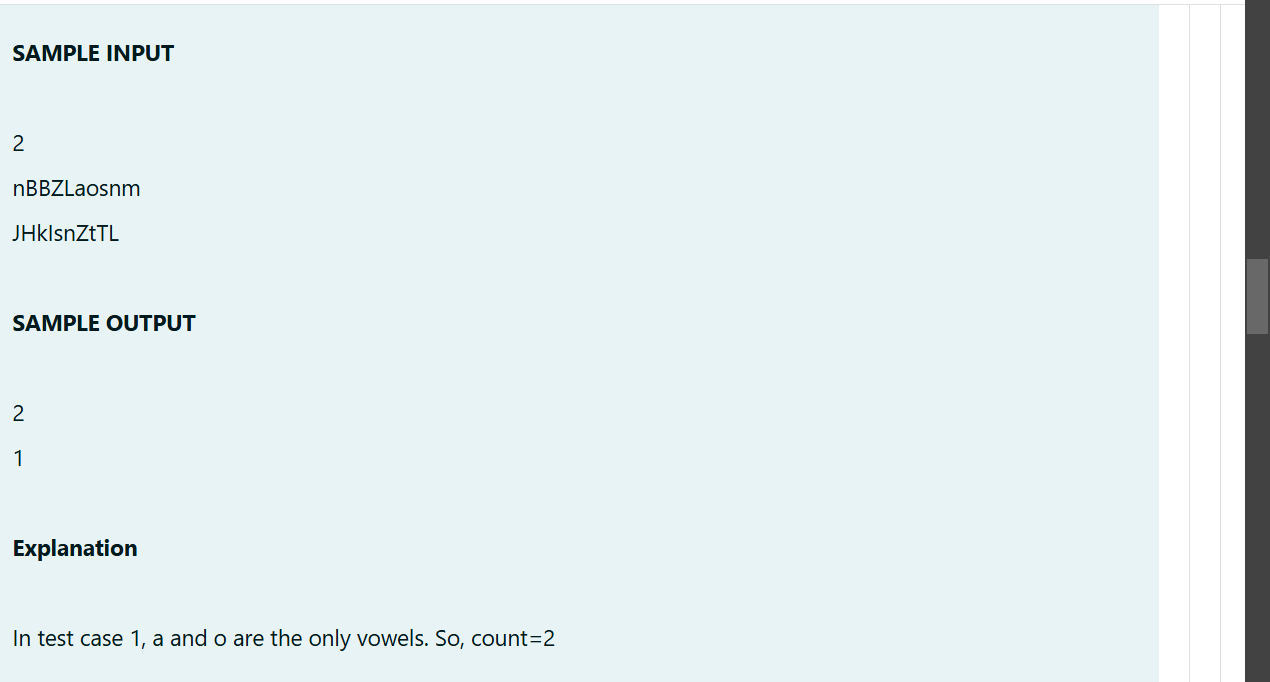 SAMPLE INPUT
2
nBBZLaosnm
JHkIsnZtTL
SAMPLE OUTPUT
2
1
Explanation
In test case 1, a and o are the only vowels. So, count=2